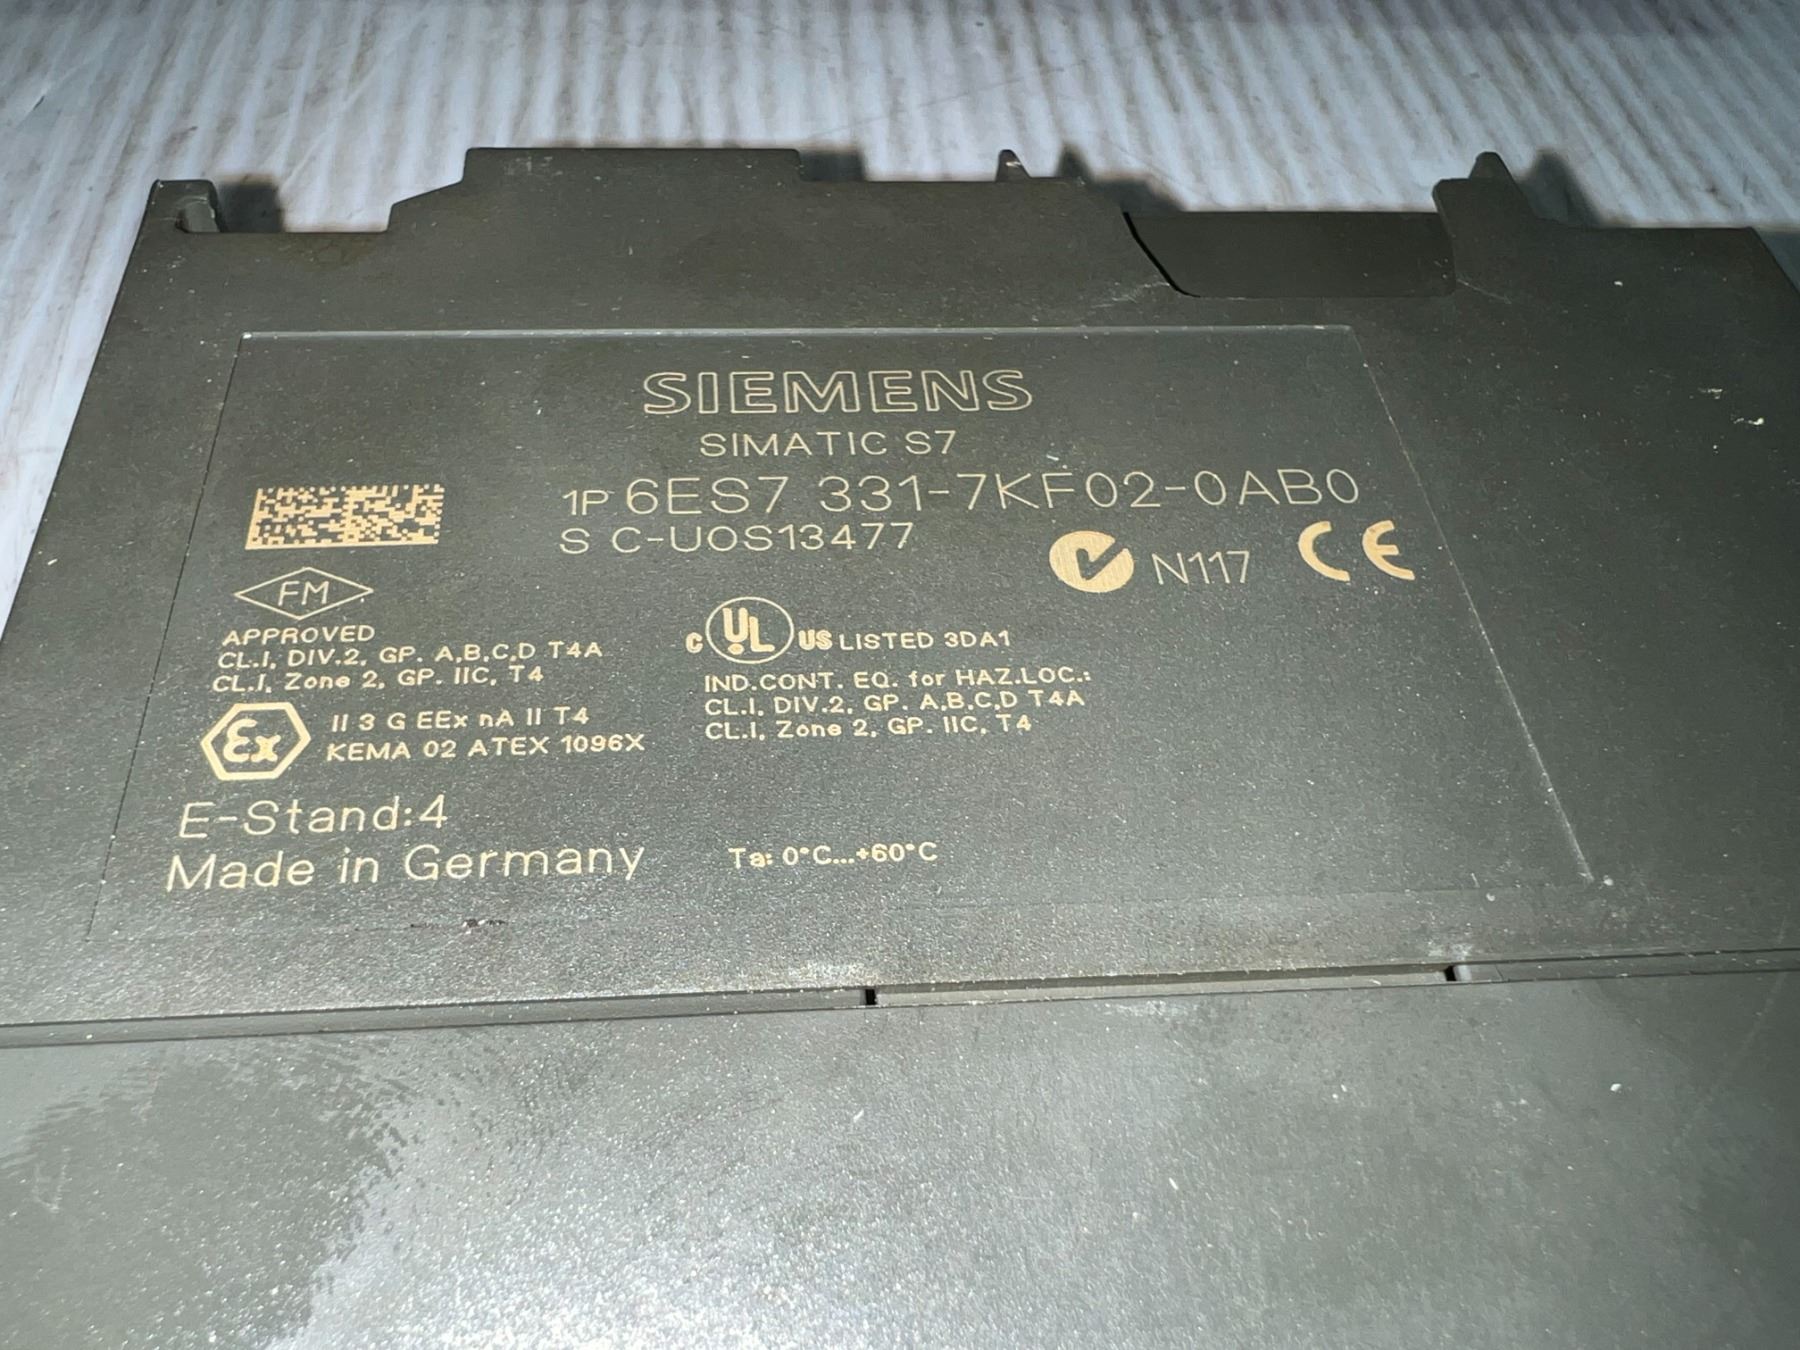 SIEMENS
SIMATIC S7
1P 6ES7 331-7KF02-0AB0
S C-U0S13477
N117 CE
FM
APPROVED
CL.I, DIV.2, GP. A,B,C,D T4A
CL.I, Zone 2, GP. IIC, T4
C UL US LISTED 3DA1
IND.CONT. EQ. for HAZ.LOC.:
CL.I, DIV.2, GP. A,B,C,D T4A
CL.I, Zone 2, GP. IIC, T4
Ex II 3 G EEx nA II T4
KEMA 02 ATEX 1096X
E-Stand:4
Made in Germany
Ta: 0°C...+60°C